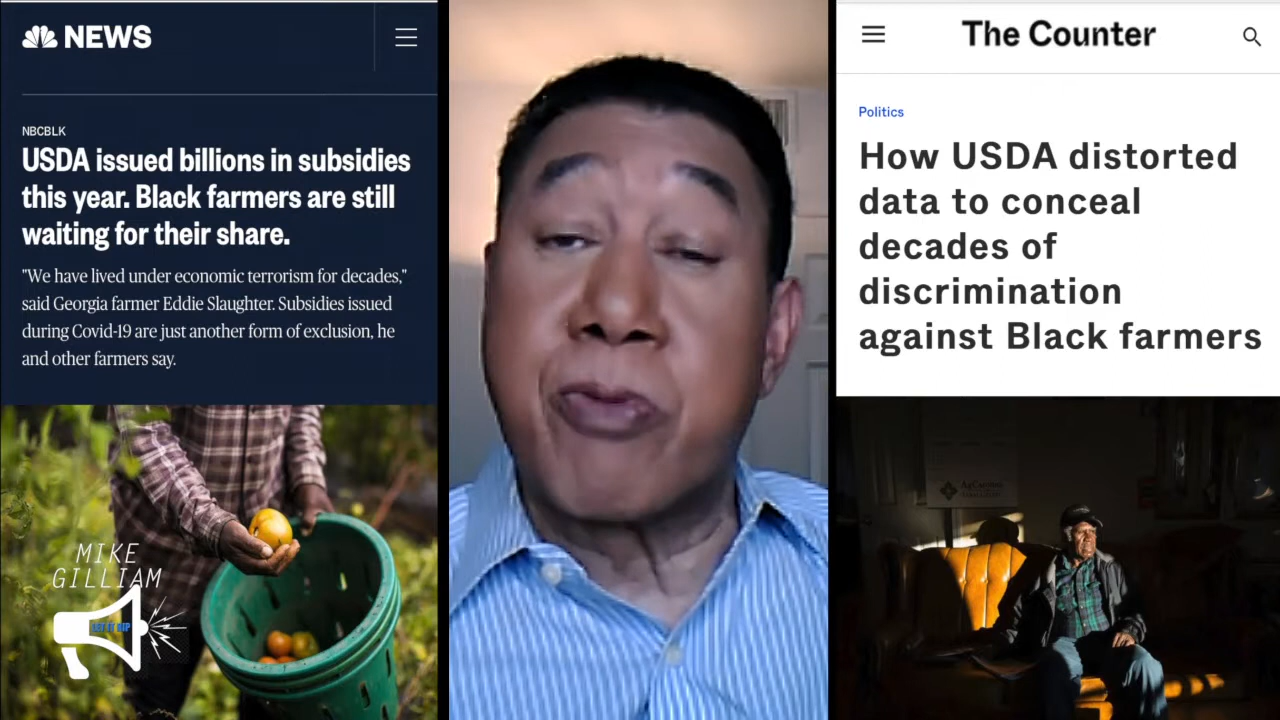 NEWS
NBCBLK
USDA issued billions in subsidies
this year. Black farmers are still
waiting for their share.
"We have lived under economic terrorism for decades,"
said Georgia farmer Eddie Slaughter. Subsidies issued
during Covid-19 are just another form of exclusion, he
and other farmers say.
MIKE
GILLIAM
LET IT RIP
The Counter
Politics
How USDA distorted
data to conceal
decades of
discrimination
against Black farmers